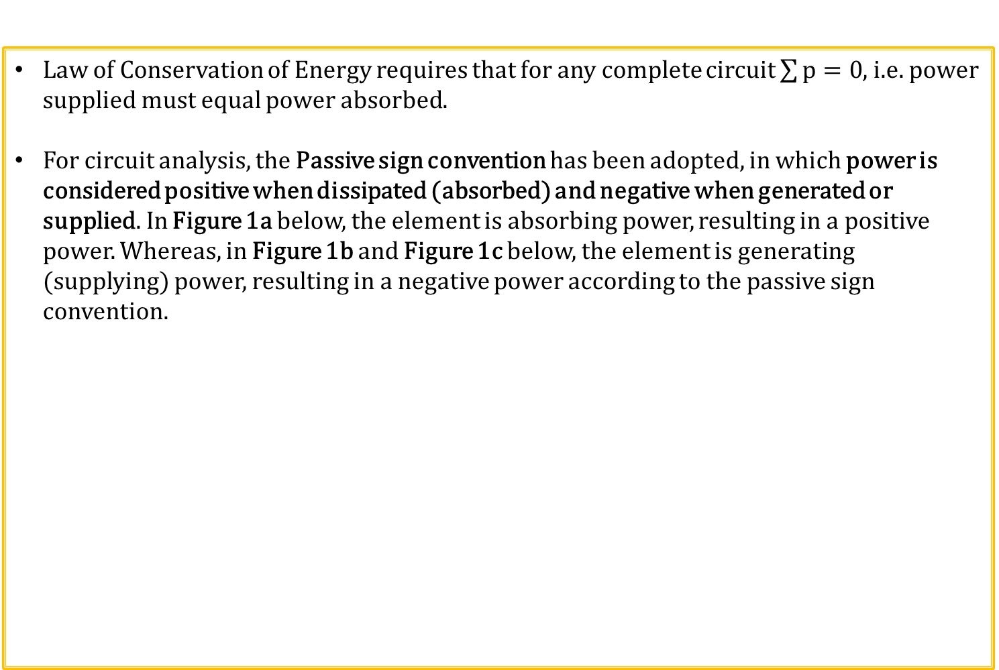 • Law of Conservation of Energy requires that for any complete circuit ∑ p = 0, i.e. power
supplied must equal power absorbed.
• For circuit analysis, the Passive sign convention has been adopted, in which power is
considered positive when dissipated (absorbed) and negative when generated or
supplied. In Figure 1a below, the element is absorbing power, resulting in a positive
power. Whereas, in Figure 1b and Figure 1c below, the element is generating
(supplying) power, resulting in a negative power according to the passive sign
convention.